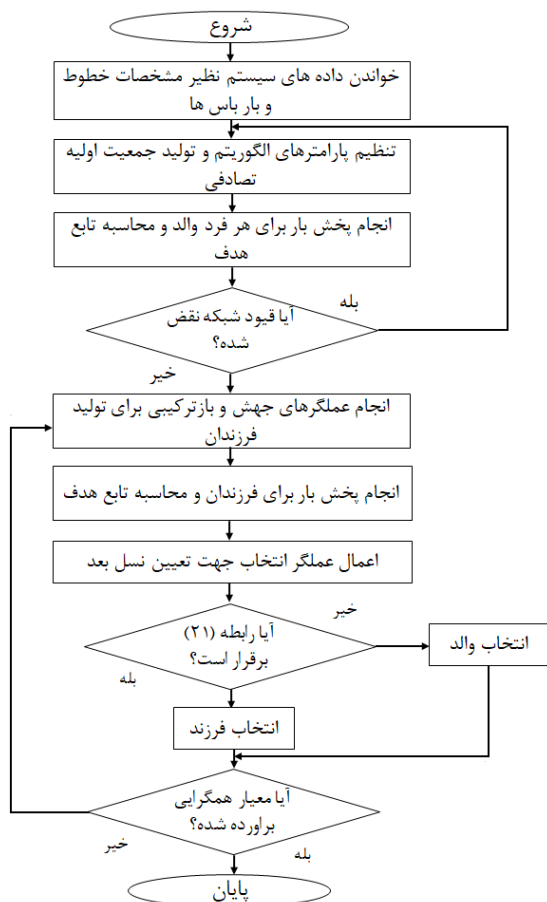 شروع
خواندن داده های سیستم نظیر مشخصات خطوط
و بار باس ها
تنظیم پارامترهای الگوریتم و تولید جمعیت اولیه
تصادفی
انجام پخش بار برای هر فرد والد و محاسبه تابع
هدف
بله
آیا قیود شبکه نقض
شده؟
خیر
انجام عملگرهای جهش و بازترکیبی برای تولید
فرزندان
انجام پخش بار برای فرزندان و محاسبه تابع هدف
اعمال عملگر انتخاب جهت تعیین نسل بعد
خیر
آیا رابطه (۲۱)
برقرار است؟
انتخاب والد
بله
انتخاب فرزند
آیا معیار همگرایی
براورده شده؟
خیر
بله
پایان